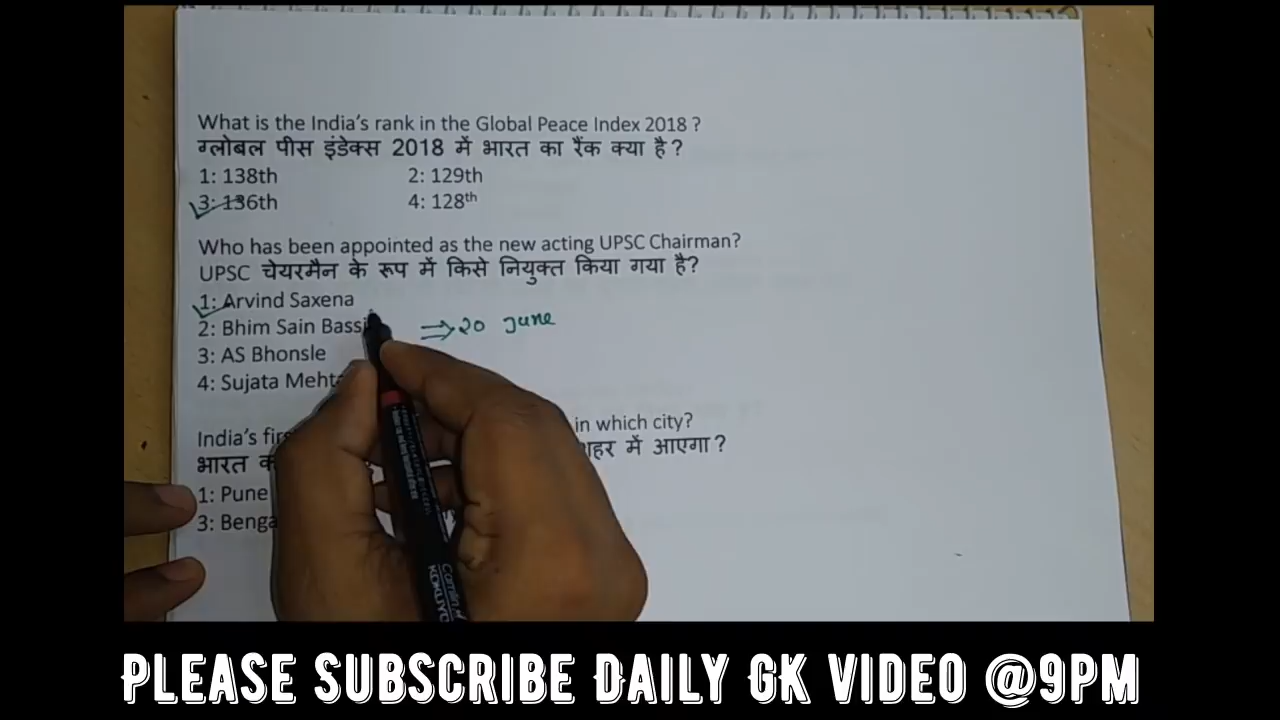 What is the India's rank in the Global Peace Index 2018 ?
ग्लोबल पीस इंडेक्स 2018 में भारत का रैंक क्या है ?
1: 138th 2: 129th
3: 136th 4: 128th
Who has been appointed as the new acting UPSC Chairman?
UPSC चेयरमैन के रूप में किसे नियुक्त किया गया है?
1: Arvind Saxena
2: Bhim Sain Bassi
⇒ 20 June
3: AS Bhonsle
4: Sujata Mehta
India's in which city?
भारत में आएगा ?
1: Pune
3:
Camlin
KOKUYO
PLEASE SUBSCRIBE DAILY GK VIDEO @9PM